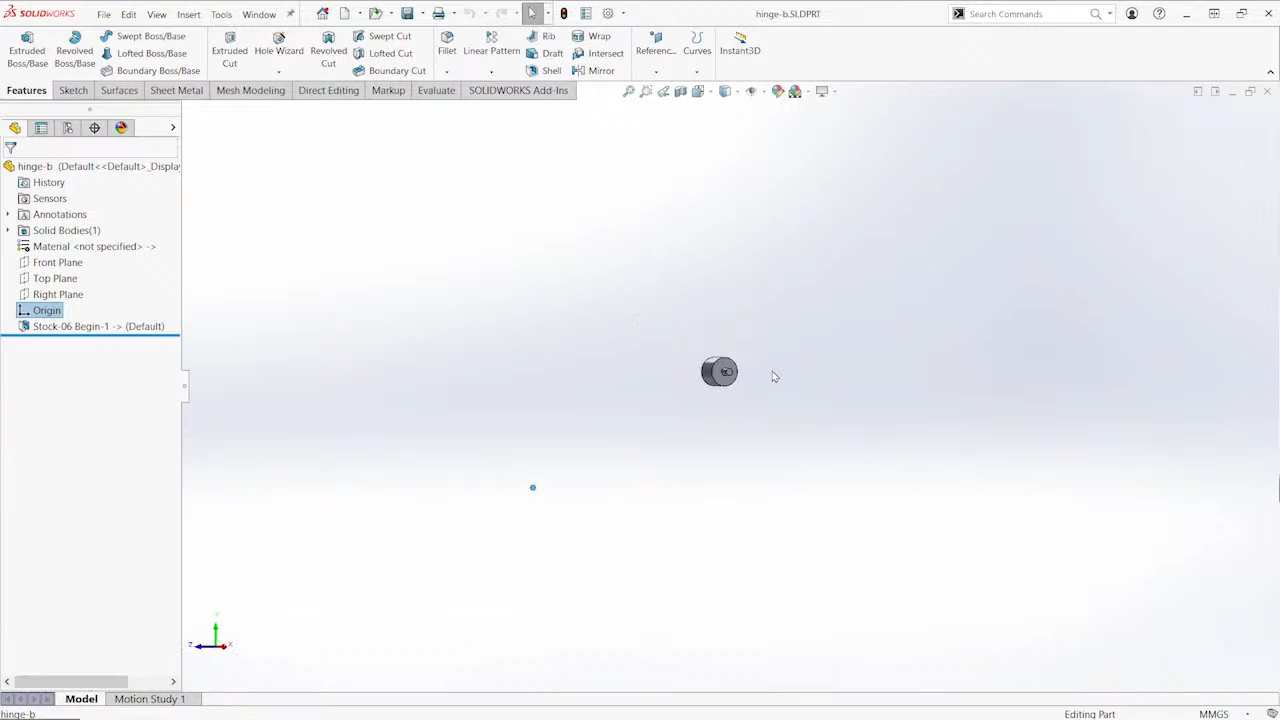 SOLIDWORKS File Edit View Insert Tools Window hinge-b.SLDPRT Search Commands
Extruded Boss/Base
Revolved Boss/Base
Swept Boss/Base
Lofted Boss/Base
Boundary Boss/Base
Extruded Cut
Hole Wizard
Revolved Cut
Swept Cut
Lofted Cut
Boundary Cut
Fillet
Linear Pattern
Rib
Draft
Shell
Wrap
Intersect
Mirror
Referenc...
Curves
Instant3D
Features Sketch Surfaces Sheet Metal Mesh Modeling Direct Editing Markup Evaluate SOLIDWORKS Add-Ins
hinge-b (Default<<Default>_Display
History
Sensors
Annotations
Solid Bodies(1)
Material <not specified> ->
Front Plane
Top Plane
Right Plane
Origin
Stock-06 Begin-1 -> (Default)
Y
Z X
Model Motion Study 1
hinge-b Editing Part MMGS